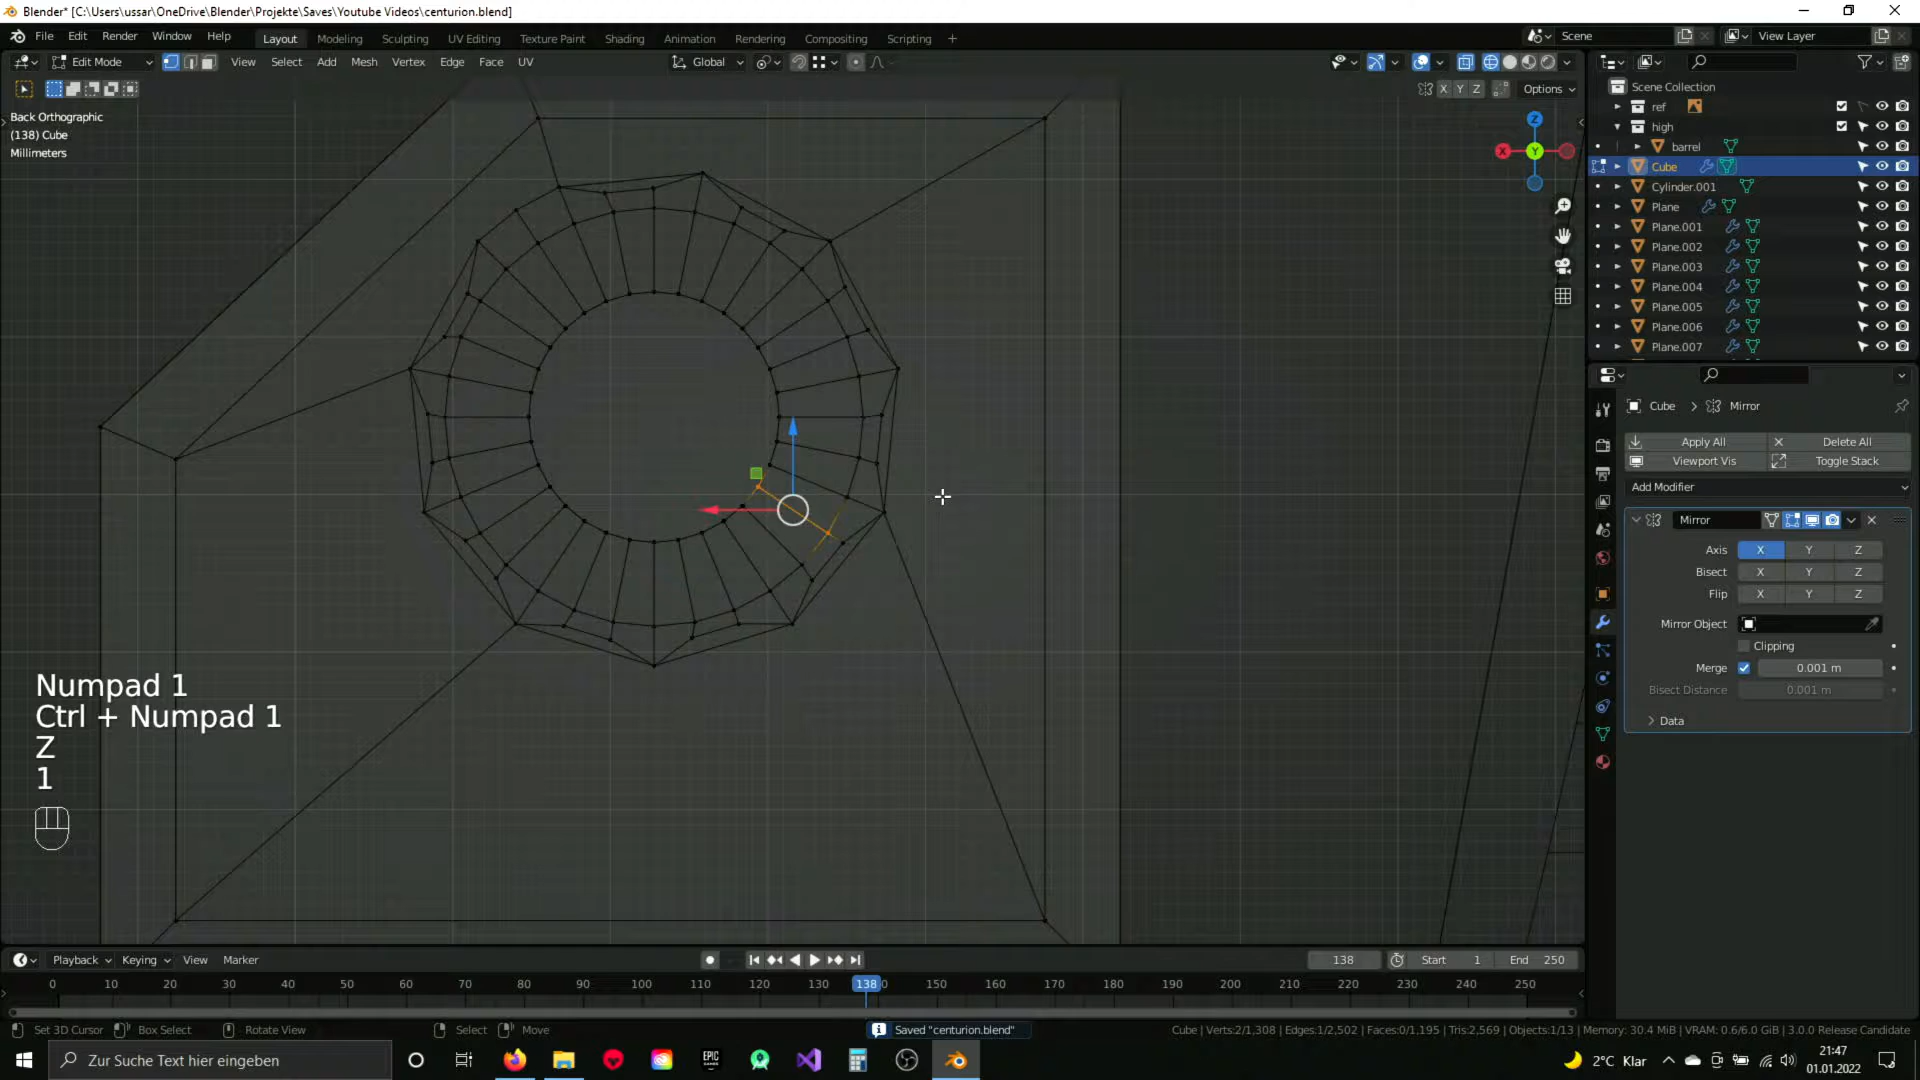 Blender* [C:\Users\ussar\OneDrive\Blender\Projekte\Saves\Youtube Videos\centurion.blend]
File Edit Render Window Help Layout Modeling Sculpting UV Editing Texture Paint Shading Animation Rendering Compositing Scripting + Scene View Layer
Edit Mode View Select Add Mesh Vertex Edge Face UV Global
X Y Z Options
Back Orthographic
(138) Cube
Millimeters
Z
X
Y
Scene Collection
ref
high
barrel
Cube
Cylinder.001
Plane
Plane.001
Plane.002
Plane.003
Plane.004
Plane.005
Plane.006
Plane.007
Cube > Mirror
Apply All Delete All
Viewport Vis Toggle Stack
Add Modifier
Mirror
Axis X Y Z
Bisect X Y Z
Flip X Y Z
Mirror Object
Clipping
Merge 0.001 m
Bisect Distance 0.001 m
Data
Numpad 1
Ctrl + Numpad 1
Z
1
Playback Keying View Marker 138 Start 1 End 250
0 10 20 30 40 50 60 70 80 90 100 110 120 130 138 0 150 160 170 180 190 200 210 220 230 240 250
Set 3D Cursor Box Select Rotate View Select Move Saved "centurion.blend" Cube | Verts:2/1,308 | Edges:1/2,502 | Faces:0/1,195 | Tris:2,569 | Objects:1/13 | Memory: 30.4 MiB | VRAM: 0.6/6.0 GiB | 3.0.0 Release Candidate
Zur Suche Text hier eingeben EPIC GAMES 2°C Klar 21:47
01.01.2022